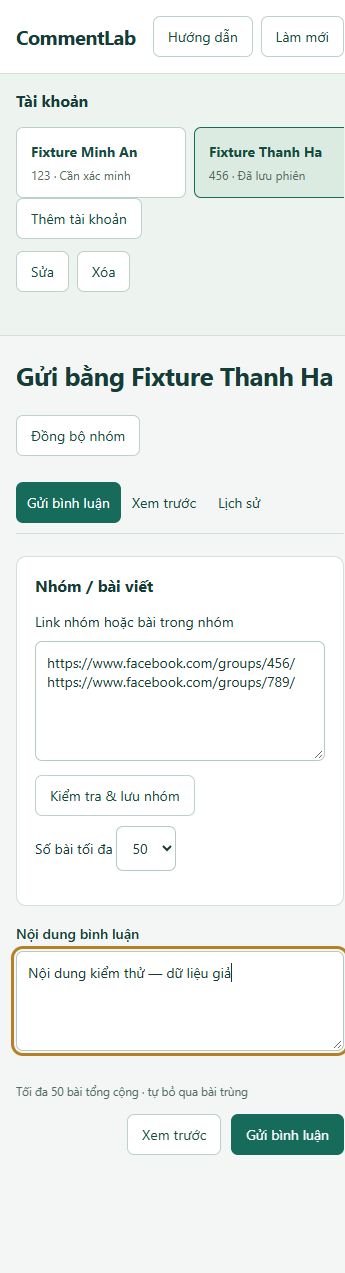 CommentLab
Hướng dẫn
Làm mới
Tài khoản
Fixture Minh An
123 · Cần xác minh
Fixture Thanh Ha
456 · Đã lưu phiên
Thêm tài khoản
Sửa
Xóa
Gửi bằng Fixture Thanh Ha
Đồng bộ nhóm
Gửi bình luận
Xem trước
Lịch sử
Nhóm / bài viết
Link nhóm hoặc bài trong nhóm
https://www.facebook.com/groups/456/
https://www.facebook.com/groups/789/
Kiểm tra & lưu nhóm
Số bài tối đa 50
Nội dung bình luận
Nội dung kiểm thử — dữ liệu giả
Tối đa 50 bài tổng cộng · tự bỏ qua bài trùng
Xem trước
Gửi bình luận